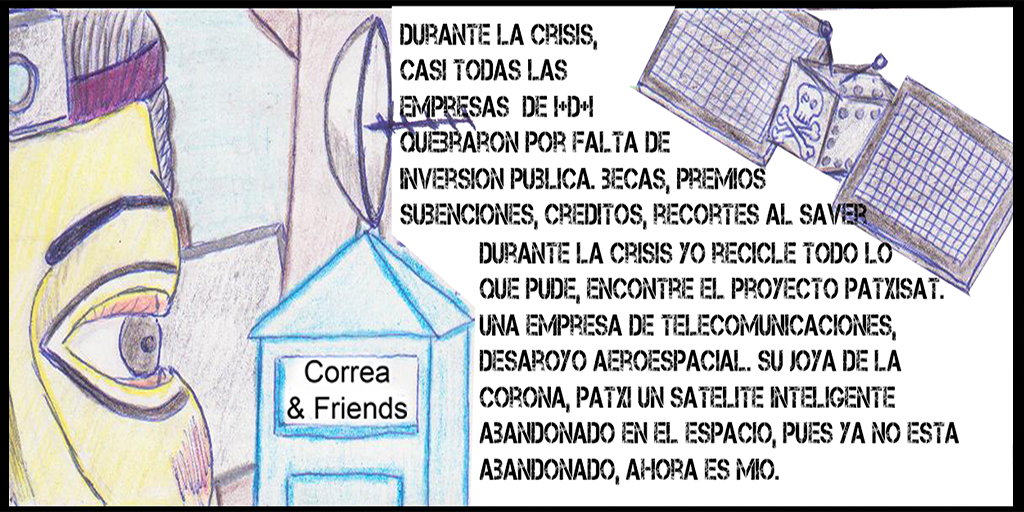 DURANTE LA CRISIS,
CASI TODAS LAS
EMPRESAS DE I+D+I
QUEBRARON POR FALTA DE
INVERSION PUBLICA. BECAS, PREMIOS
SUBENCIONES, CREDITOS, RECORTES AL SAVER
DURANTE LA CRISIS YO RECICLE TODO LO
QUE PUDE, ENCONTRE EL PROYECTO PATXISAT.
UNA EMPRESA DE TELECOMUNICACIONES,
DESAROYO AEROESPACIAL. SU JOYA DE LA
CORONA, PATXI UN SATELITE INTELIGENTE
ABANDONADO EN EL ESPACIO, PUES YA NO ESTA
ABANDONADO, AHORA ES MIO.
Correa
& Friends